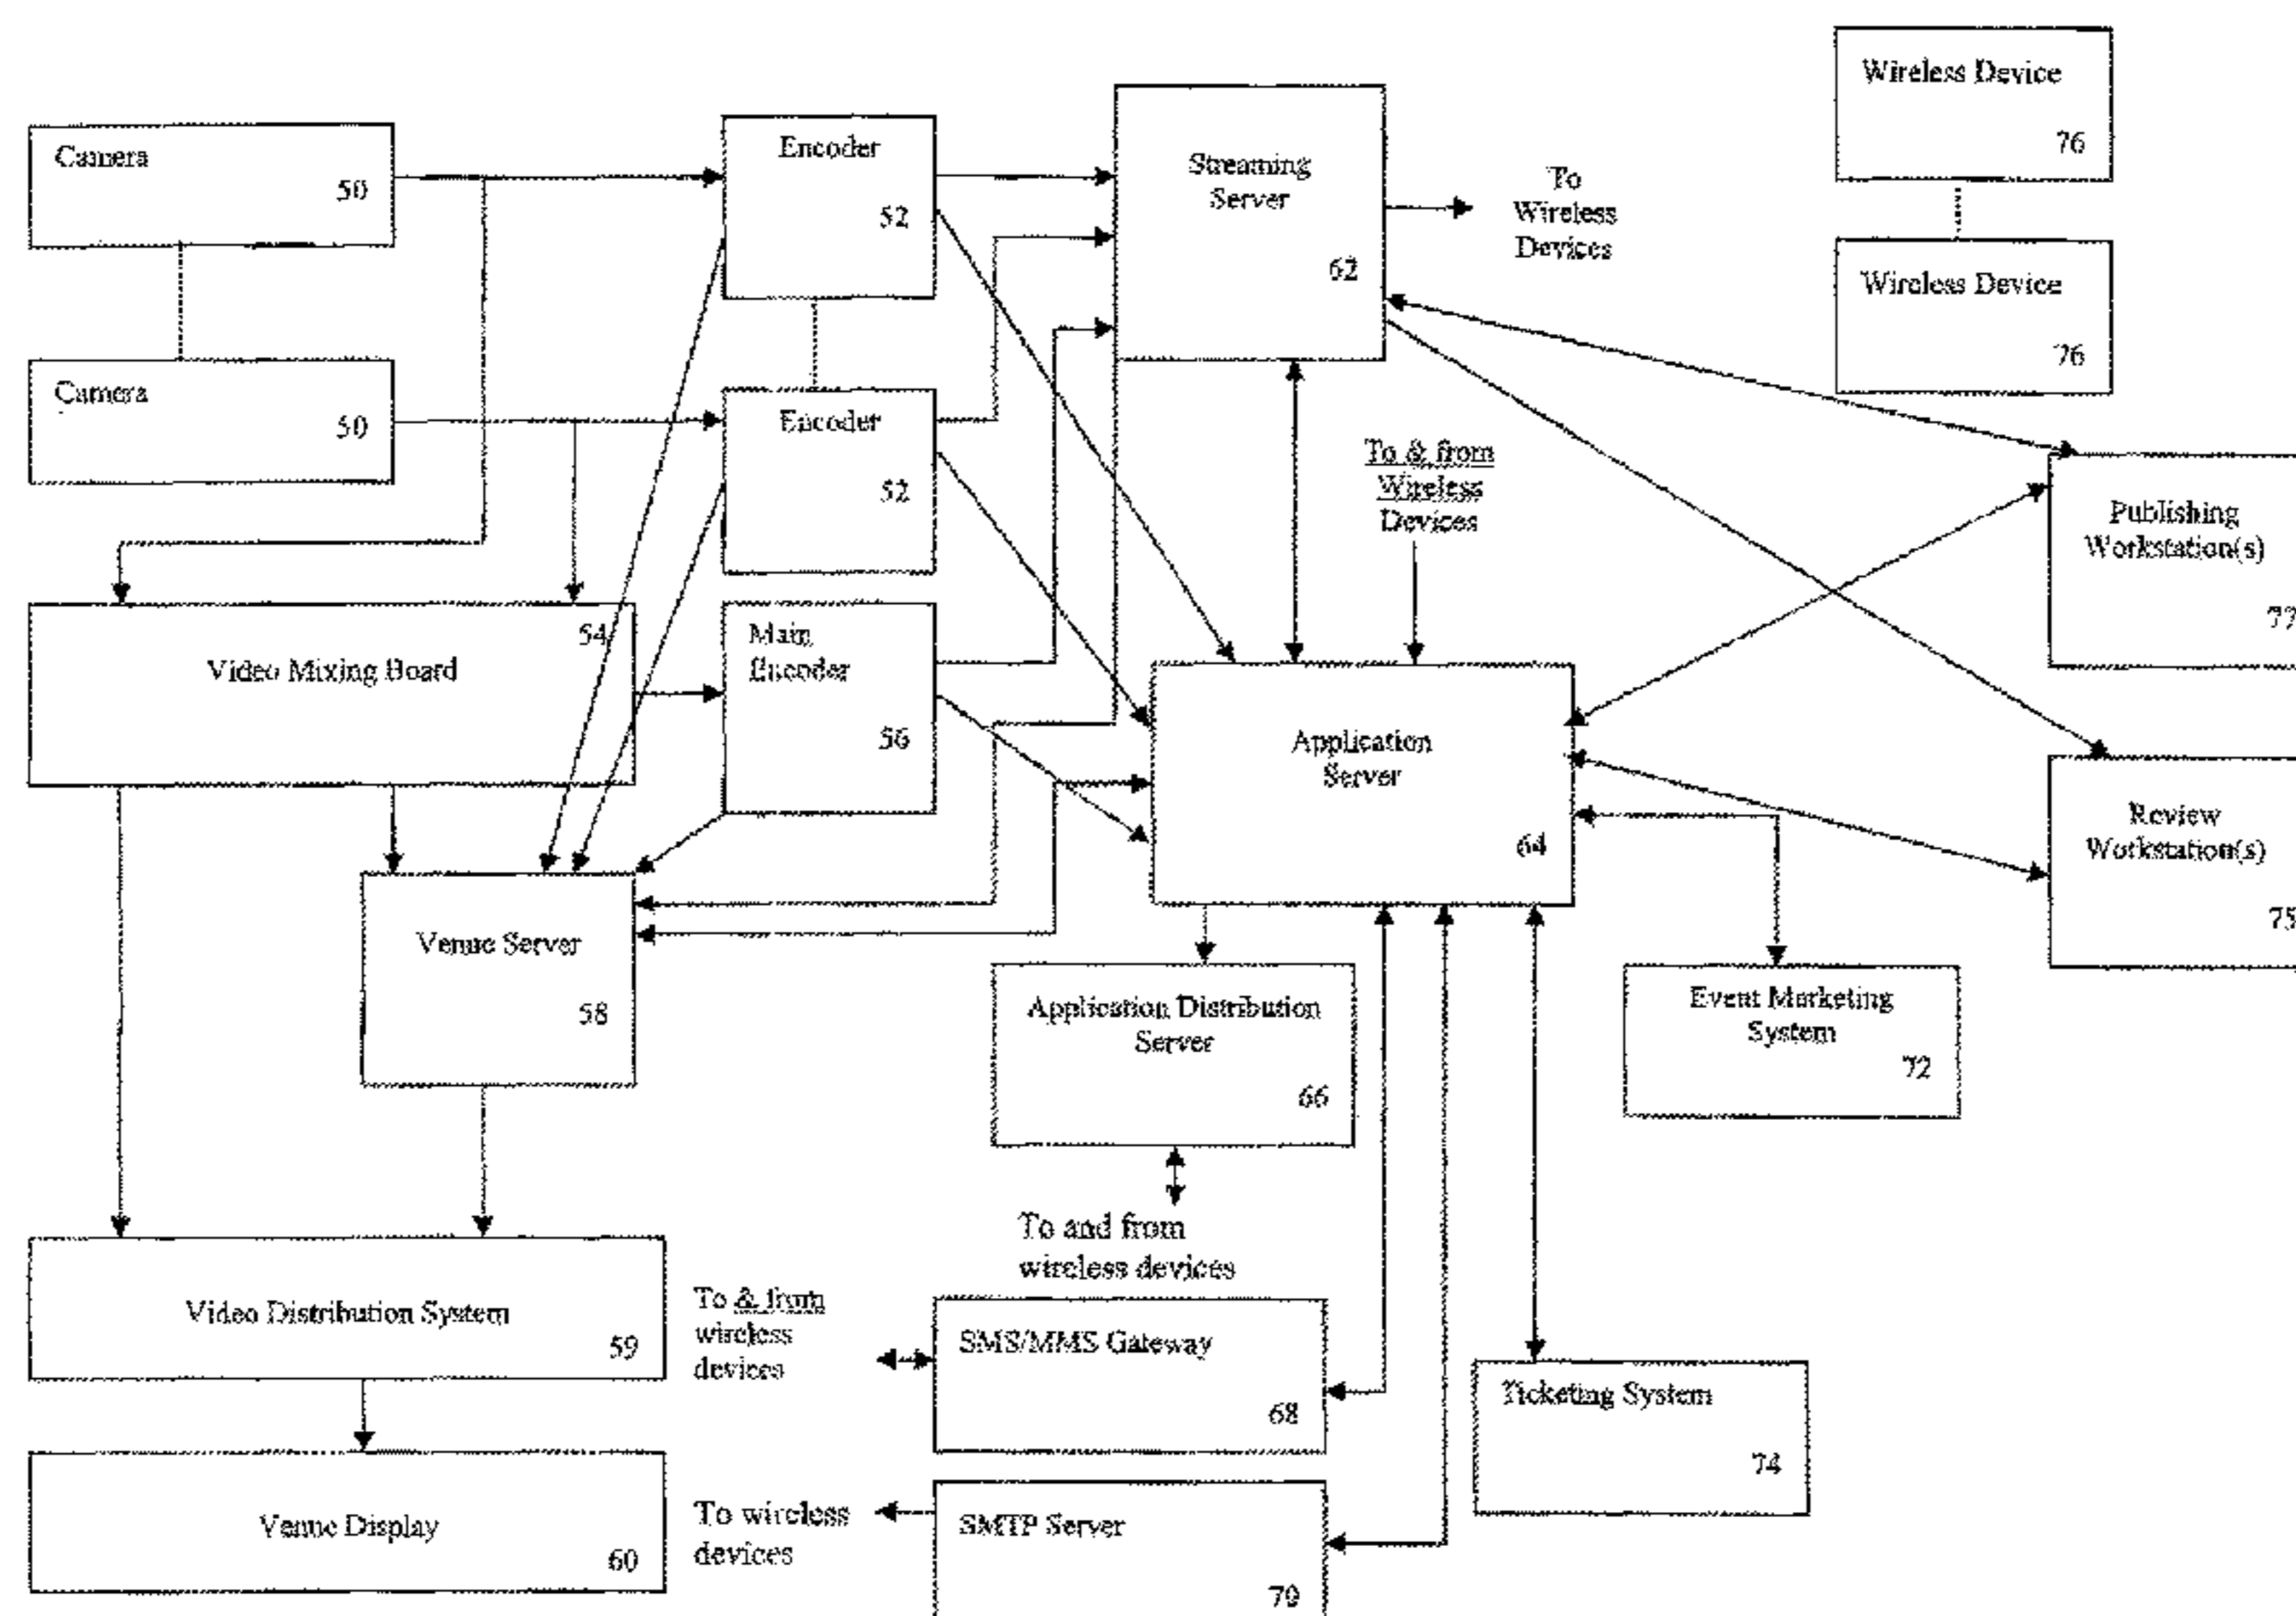 Camera
50
Camera
50
Encoder
52
Encoder
52
Streaming
Server
62
To
Wireless
Devices
Wireless Device
76
Wireless Device
76
To & from
Wireless
Devices
Publishing
Workstation(s)
77
54
Video Mixing Board
Main
Encoder
56
Application
Server
64
Review
Workstation(s)
75
Venue Server
58
Application Distribution
Server
66
Event Marketing
System
72
To and from
wireless devices
Video Distribution System
59
To & from
wireless
devices
SMS/MMS Gateway
68
Ticketing System
74
Venue Display
60
To wireless
devices
SMTP Server
70